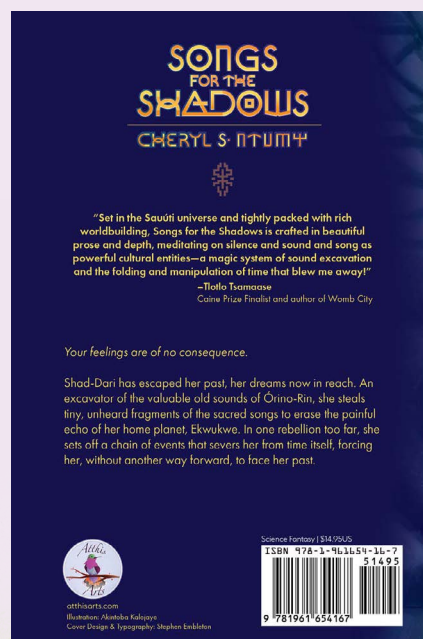 SONGS
FOR THE
SHADOWS
CHERYL S. NTUMY
“Set in the Sauúti universe and tightly packed with rich
worldbuilding, Songs for the Shadows is crafted in beautiful
prose and depth, meditating on silence and sound and song as
powerful cultural entities—a magic system of sound excavation
and the folding and manipulation of time that blew me away!”
–Tlotlo Tsamaase
Caine Prize Finalist and author of Womb City
Your feelings are of no consequence.
Shad-Dari has escaped her past, her dreams now in reach. An
excavator of the valuable old sounds of Órino-Rin, she steals
tiny, unheard fragments of the sacred songs to erase the painful
echo of her home planet, Ekwukwe. In one rebellion too far, she
sets off a chain of events that severs her from time itself, forcing
her, without another way forward, to face her past.
Atthis
Arts
atthisarts.com
Illustration: Akintoba Kalejaye
Cover Design & Typography: Stephen Embleton
Science Fantasy | $14.95US
ISBN 978-1-961654-16-7
51495
9 781961 654167